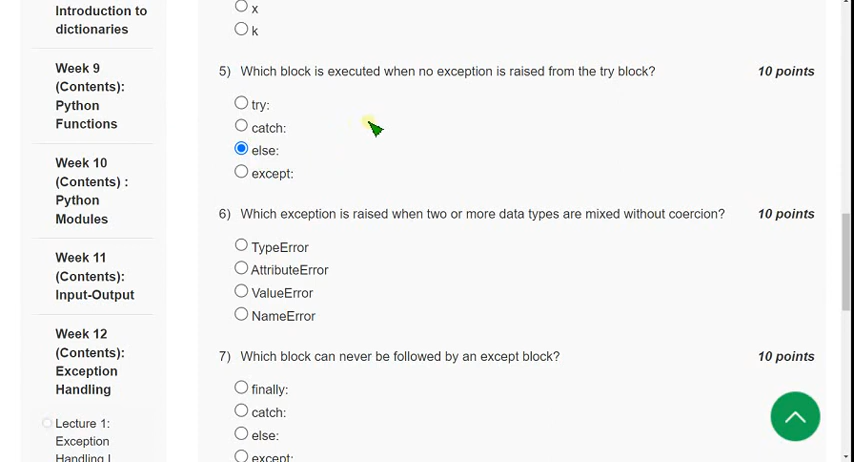 Introduction to
dictionaries
Week 9
(Contents):
Python
Functions
Week 10
(Contents) :
Python
Modules
Week 11
(Contents):
Input-Output
Week 12
(Contents):
Exception
Handling
Lecture 1:
Exception
Handling I
x
k
5) Which block is executed when no exception is raised from the try block? 10 points
try:
catch:
else:
except:
6) Which exception is raised when two or more data types are mixed without coercion? 10 points
TypeError
AttributeError
ValueError
NameError
7) Which block can never be followed by an except block? 10 points
finally:
catch:
else:
except: